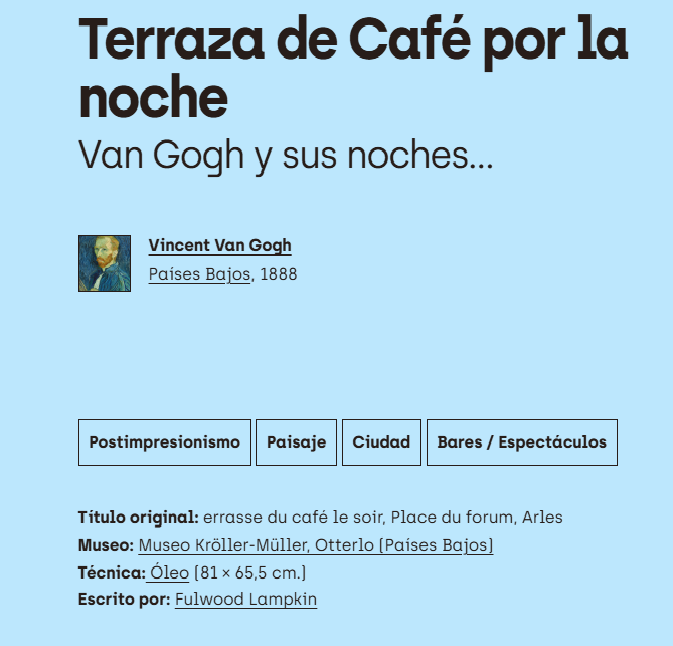 Terraza de Café por la
noche
Van Gogh y sus noches...
Vincent Van Gogh
Países Bajos, 1888
Postimpresionismo
Paisaje
Ciudad
Bares / Espectáculos
Título original: errasse du café le soir, Place du forum, Arles
Museo: Museo Kröller-Müller, Otterlo (Países Bajos)
Técnica: Óleo (81 × 65,5 cm.)
Escrito por: Fulwood Lampkin